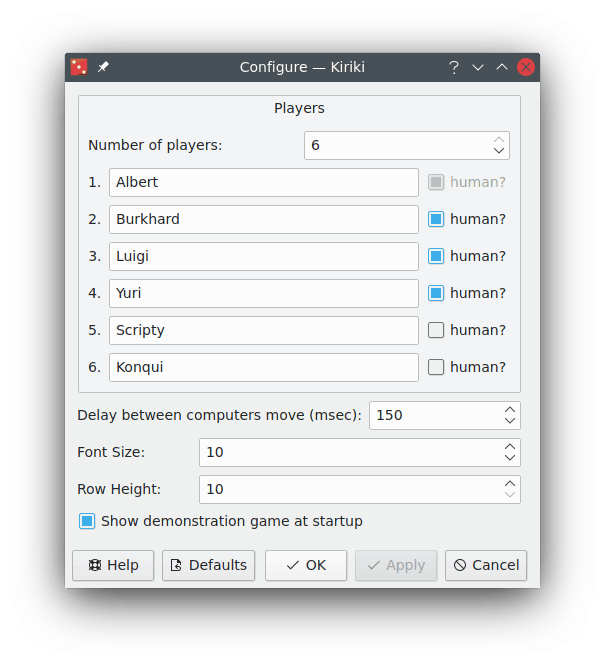 Configure — Kiriki
Players
Number of players: 6
1. Albert human?
2. Burkhard human?
3. Luigi human?
4. Yuri human?
5. Scripty human?
6. Konqui human?
Delay between computers move (msec): 150
Font Size: 10
Row Height: 10
Show demonstration game at startup
Help Defaults OK Apply Cancel